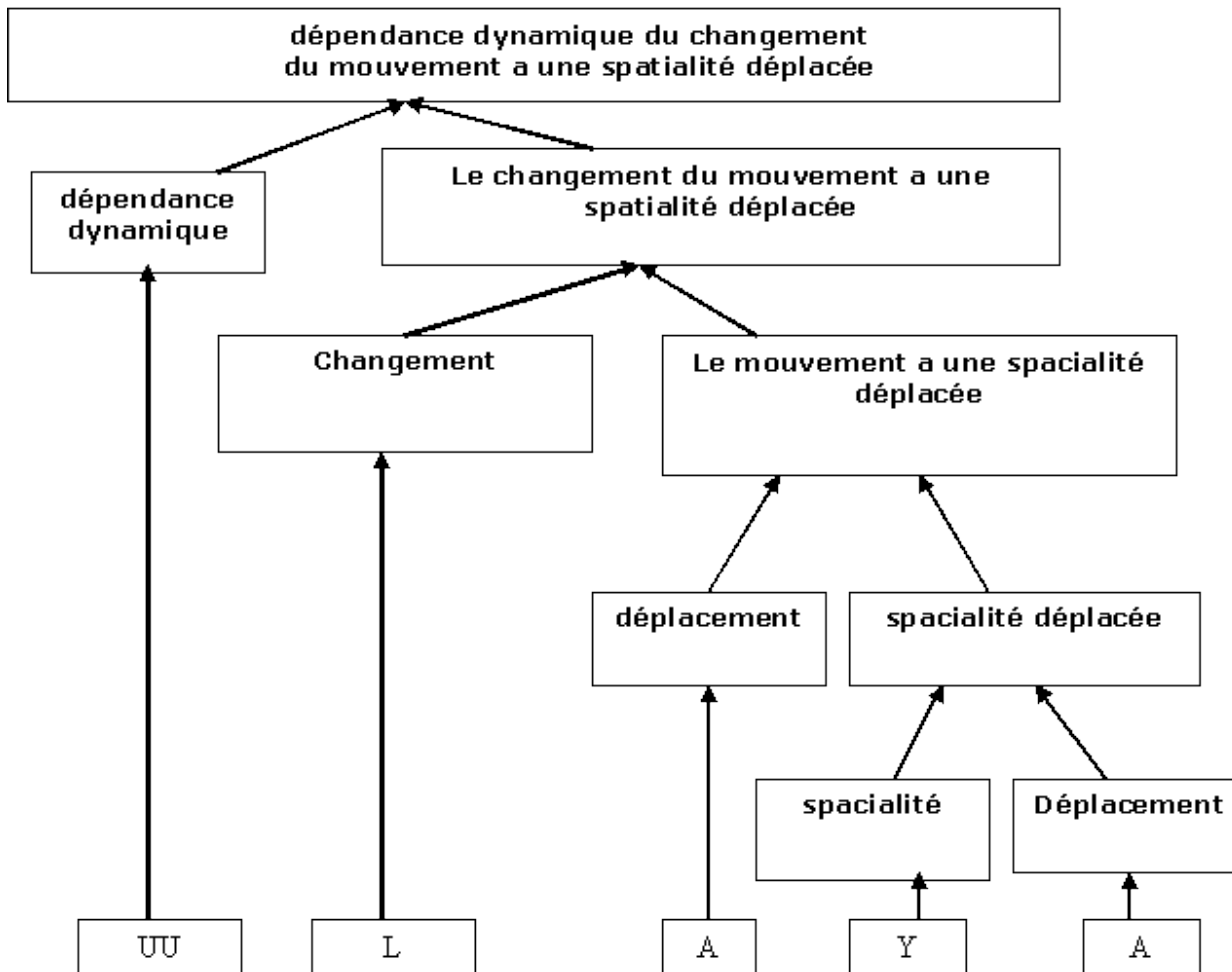 dépendance dynamique du changement
du mouvement a une spatialité déplacée
dépendance
dynamique
Le changement du mouvement a une
spatialité déplacée
Changement
Le mouvement a une spacialité
déplacée
déplacement
spacialité déplacée
spacialité
Déplacement
UU
L
A
Y
A